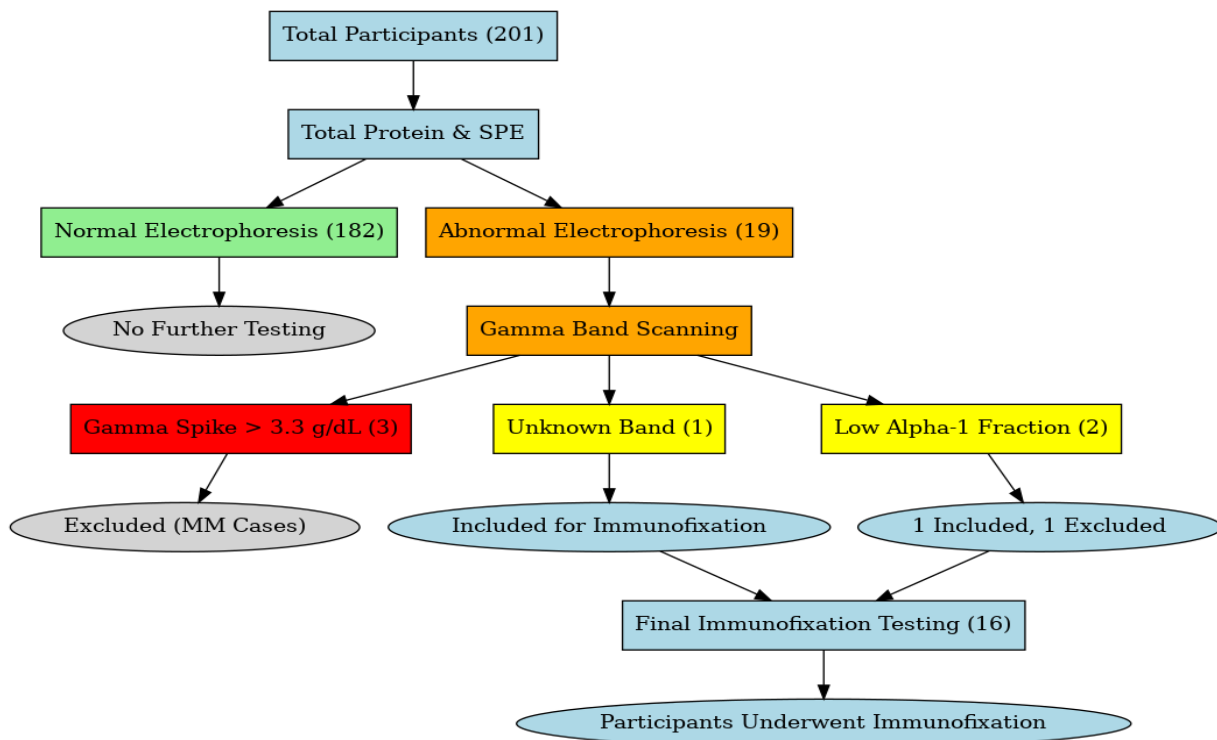 Total Participants (201)
Total Protein & SPE
Normal Electrophoresis (182)
Abnormal Electrophoresis (19)
No Further Testing
Gamma Band Scanning
Gamma Spike > 3.3 g/dL (3)
Unknown Band (1)
Low Alpha-1 Fraction (2)
Excluded (MM Cases)
Included for Immunofixation
1 Included, 1 Excluded
Final Immunofixation Testing (16)
Participants Underwent Immunofixation